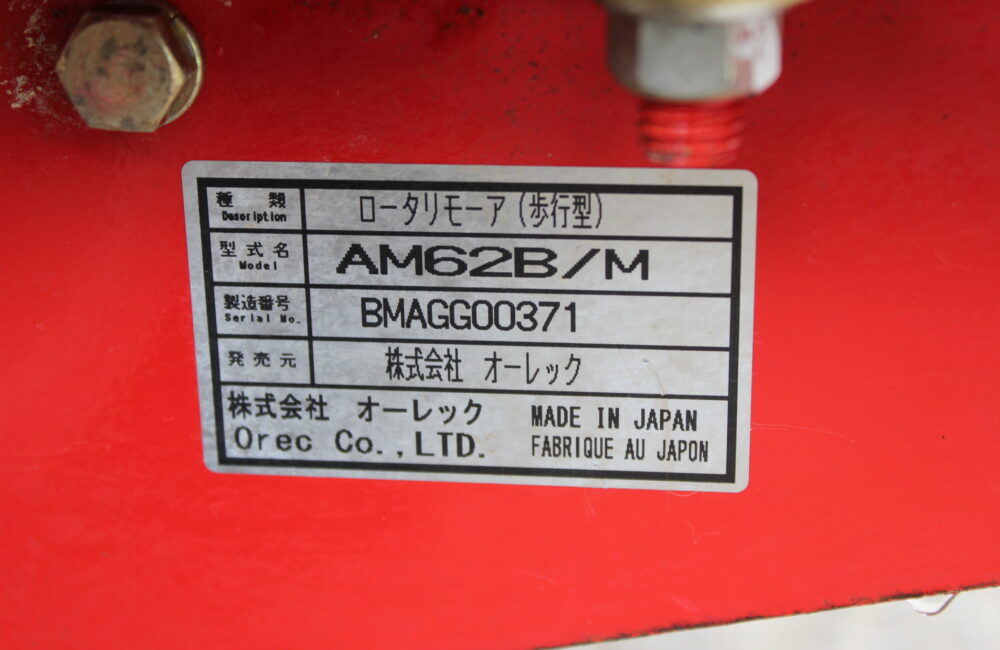 種類 ロータリモーア(歩行型)
Description
型式名 AM62B/M
Model
製造番号 BMAGG00371
Serial No.
発売元 株式会社 オーレック
株式会社 オーレック MADE IN JAPAN
Orec Co.,LTD. FABRIQUE AU JAPON